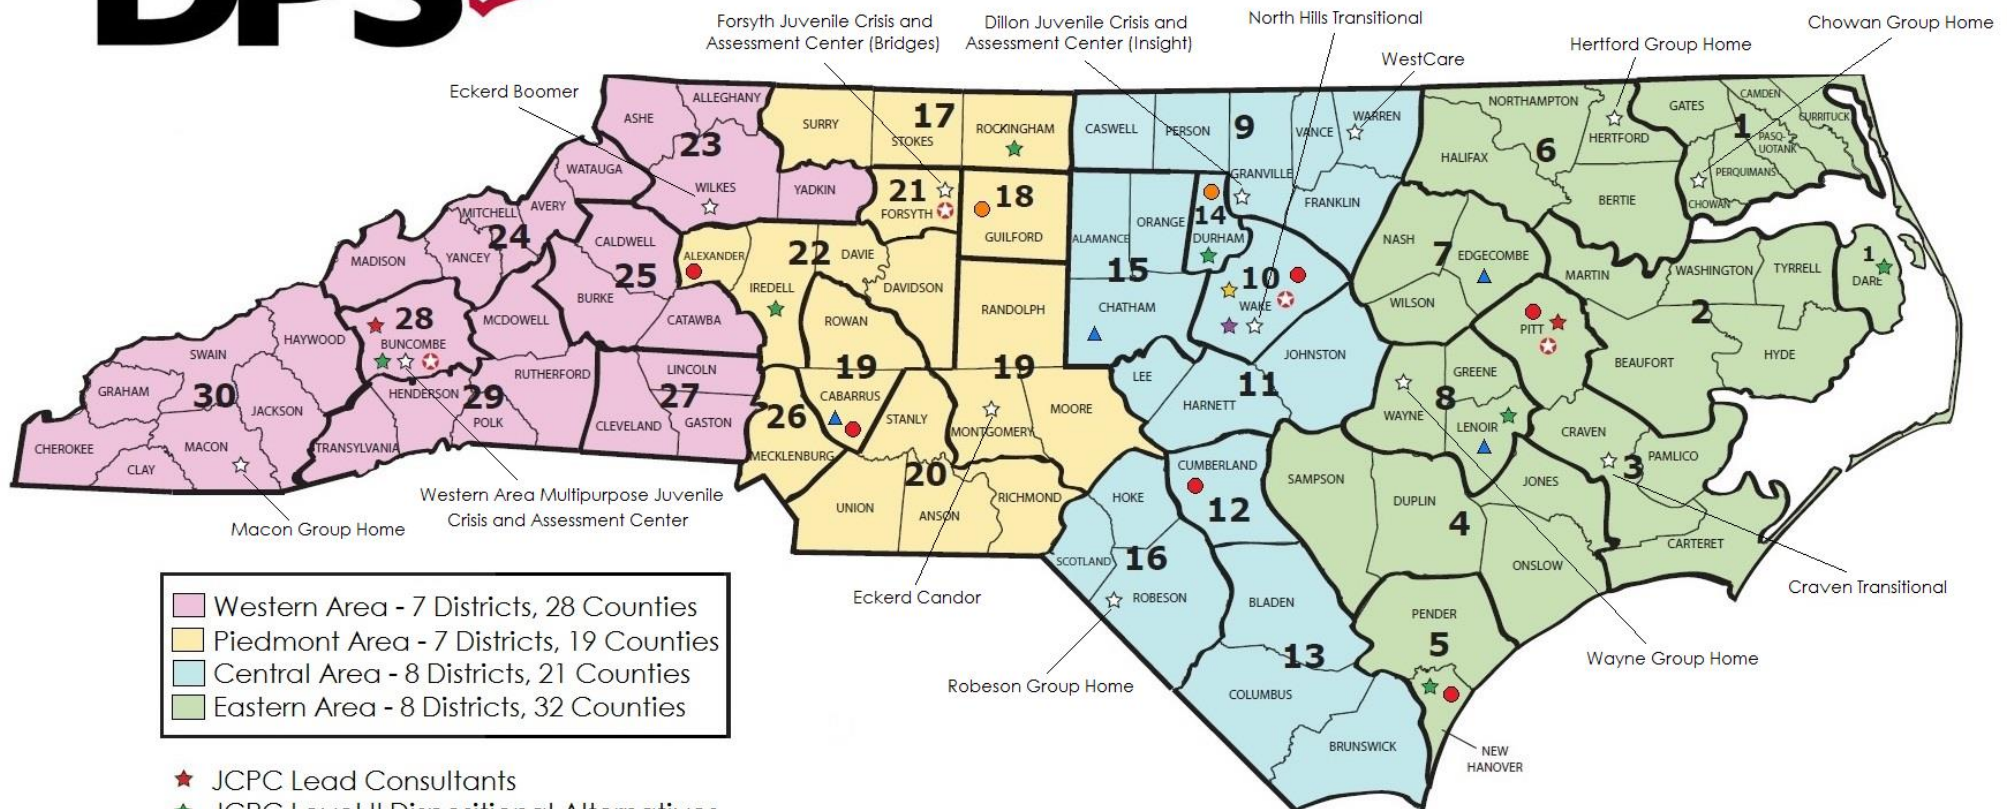 DPS
Forsyth Juvenile Crisis and
Assessment Center (Bridges)
Dillon Juvenile Crisis and
Assessment Center (Insight)
North Hills Transitional
WestCare
Hertford Group Home
Chowan Group Home
Eckerd Boomer
ASHE
ALLEGHANY
23
WATAUGA
WILKES
YADKIN
SURRY
17
STOKES
ROCKINGHAM
CASWELL
PERSON
9
VANCE
WARREN
GRANVILLE
FRANKLIN
NORTHAMPTON
HALIFAX
6
HERTFORD
BERTIE
GATES
CAMDEN
1
CURRITUCK
PASQ-
UOTANK
PERQUIMANS
CHOWAN
MITCHELL
AVERY
24
YANCEY
MADISON
CALDWELL
25
BURKE
ALEXANDER
22
DAVIE
IREDELL
DAVIDSON
21
FORSYTH
18
GUILFORD
ALAMANCE
ORANGE
14
DURHAM
15
CHATHAM
10
WAKE
NASH
7
EDGECOMBE
WILSON
MARTIN
WASHINGTON
TYRRELL
1
DARE
2
PITT
BEAUFORT
HYDE
HAYWOOD
28
BUNCOMBE
MCDOWELL
CATAWBA
ROWAN
RANDOLPH
JOHNSTON
SWAIN
GRAHAM
30
JACKSON
HENDERSON
29
RUTHERFORD
POLK
LINCOLN
27
CLEVELAND
GASTON
19
CABARRUS
26
MECKLENBURG
STANLY
19
MONTGOMERY
MOORE
LEE
HARNETT
11
GREENE
8
WAYNE
LENOIR
CRAVEN
3
PAMLICO
CHEROKEE
CLAY
MACON
TRANSYLVANIA
20
UNION
ANSON
RICHMOND
HOKE
CUMBERLAND
12
SAMPSON
DUPLIN
4
JONES
ONSLOW
CARTERET
Macon Group Home
Western Area Multipurpose Juvenile
Crisis and Assessment Center
Eckerd Candor
SCOTLAND
16
ROBESON
BLADEN
13
COLUMBUS
BRUNSWICK
PENDER
5
NEW
HANOVER
Robeson Group Home
Craven Transitional
Wayne Group Home
Western Area - 7 Districts, 28 Counties
Piedmont Area - 7 Districts, 19 Counties
Central Area - 8 Districts, 21 Counties
Eastern Area - 8 Districts, 32 Counties
JCPC Lead Consultants
JCPC Level II Dispositional Alternatives